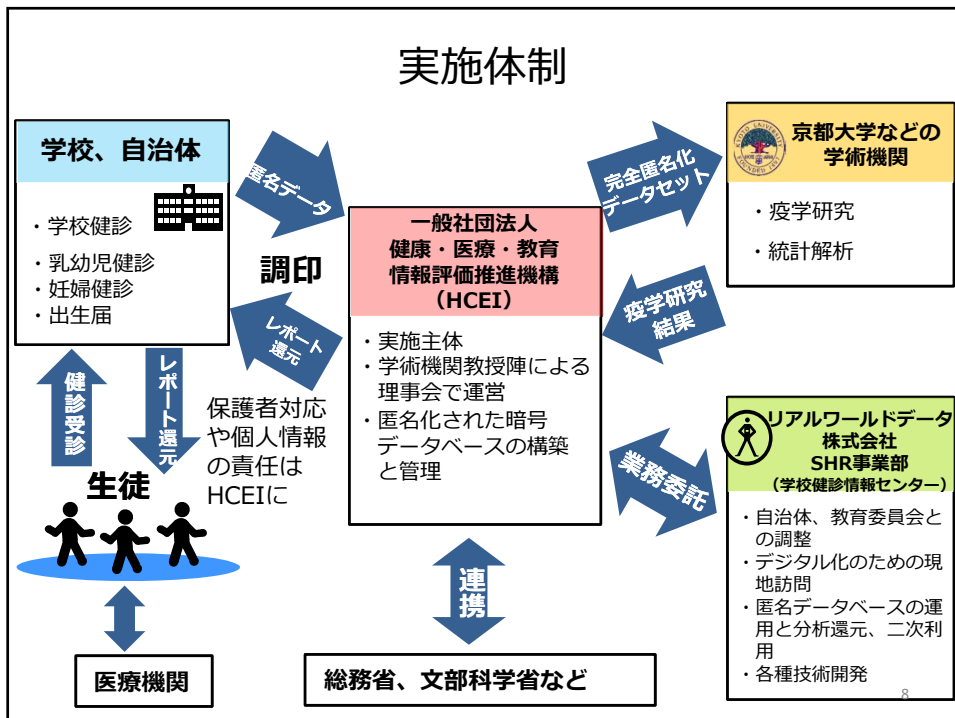 実施体制
学校、自治体
・学校健診
・乳幼児健診
・妊婦健診
・出生届
匿名データ
調印
レポート
還元
健診受診
レポート還元
保護者対応
や個人情報
の責任は
HCEIに
生徒
医療機関
一般社団法人
健康・医療・教育
情報評価推進機構
（HCEI）
・実施主体
・学術機関教授陣による
理事会で運営
・匿名化された暗号
データベースの構築
と管理
連携
総務省、文部科学省など
完全匿名化
データセット
疫学研究
結果
業務委託
京都大学などの
学術機関
・疫学研究
・統計解析
リアルワールドデータ
株式会社
SHR事業部
（学校健診情報センター）
・自治体、教育委員会と
の調整
・デジタル化のための現
地訪問
・匿名データベースの運
用と分析還元、二次利
用
・各種技術開発
8